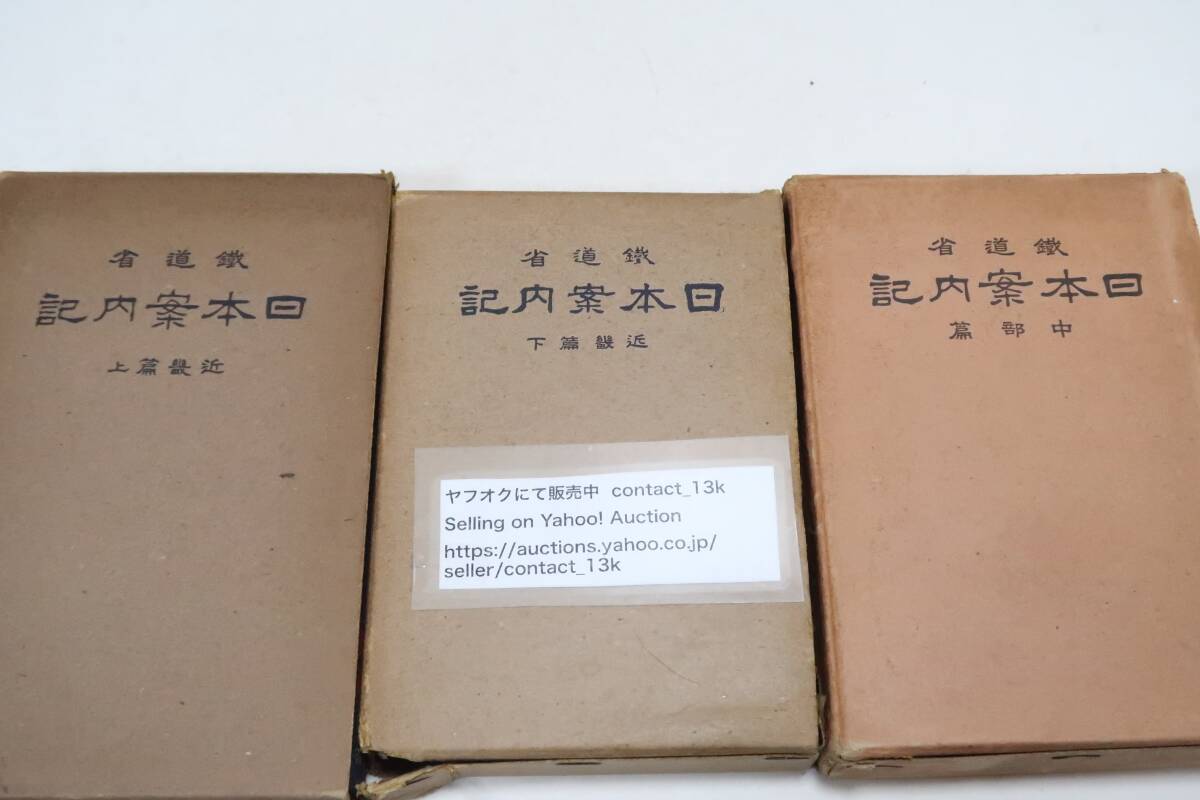 鐵道省
日本案内記
近畿篇上
鐵道省
日本案内記
近畿篇下
ヤフオクにて販売中 contact_13k
Selling on Yahoo! Auction
https://auctions.yahoo.co.jp/
seller/contact_13k
鐵道省
日本案内記
中部篇